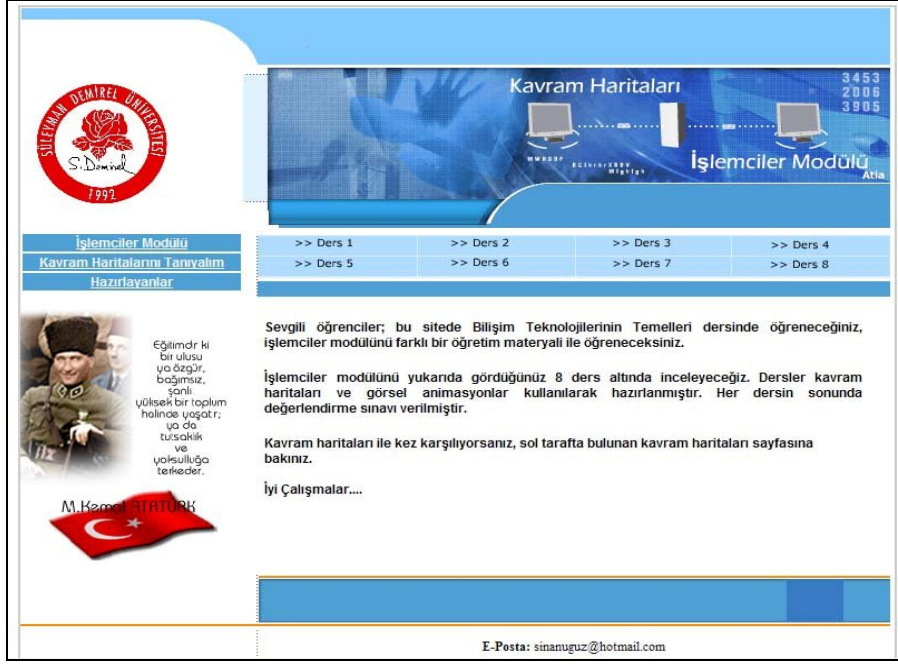 SÜLEYMAN DEMİREL ÜNİVERSİTESİ
S.Demirel
1992
Kavram Haritaları
3453
2006
3905
İşlemciler Modülü
Atla
İşlemciler Modülü
Kavram Haritalarını Tanıyalım
Hazırlayanlar
>> Ders 1
>> Ders 2
>> Ders 3
>> Ders 4
>> Ders 5
>> Ders 6
>> Ders 7
>> Ders 8
Eğitimdir ki
bir ulusu
ya özgür,
bağımsız,
şanlı
yüksek bir toplum
halinde yaşatır;
ya da
tutsaklık
ve
yoksulluğa
terkeder.
M.Kemal ATATÜRK
Sevgili öğrenciler; bu sitede Bilişim Teknolojilerinin Temelleri dersinde öğreneceğiniz,
işlemciler modülünü farklı bir öğretim materyali ile öğreneceksiniz.
İşlemciler modülünü yukarıda gördüğünüz 8 ders altında inceleyeceğiz. Dersler kavram
haritaları ve görsel animasyonlar kullanılarak hazırlanmıştır. Her dersin sonunda
değerlendirme sınavı verilmiştir.
Kavram haritaları ile kez karşılıyorsanız, sol tarafta bulunan kavram haritaları sayfasına
bakınız.
İyi Çalışmalar....
E-Posta: sinanuguz@hotmail.com